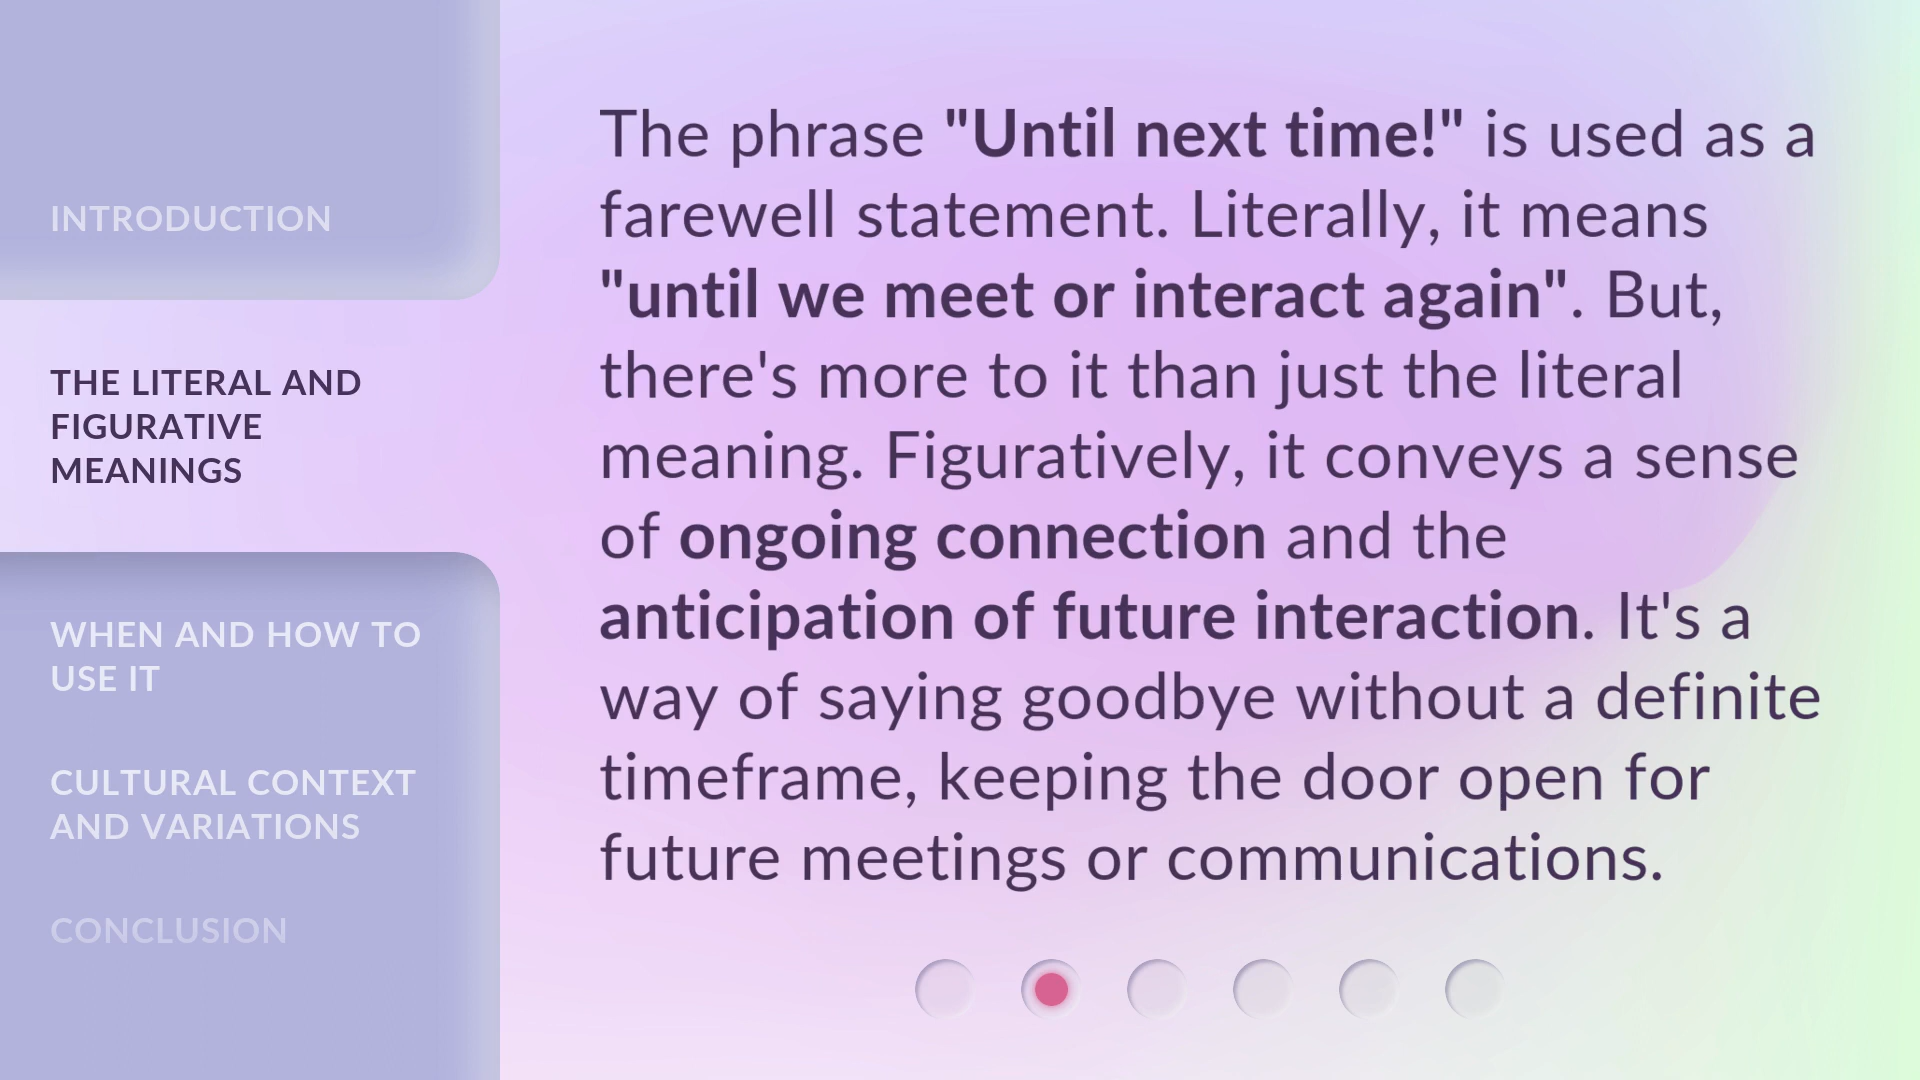 INTRODUCTION
THE LITERAL AND
FIGURATIVE
MEANINGS
WHEN AND HOW TO
USE IT
CULTURAL CONTEXT
AND VARIATIONS
CONCLUSION
The phrase "Until next time!" is used as a
farewell statement. Literally, it means
"until we meet or interact again". But,
there's more to it than just the literal
meaning. Figuratively, it conveys a sense
of ongoing connection and the
anticipation of future interaction. It's a
way of saying goodbye without a definite
timeframe, keeping the door open for
future meetings or communications.